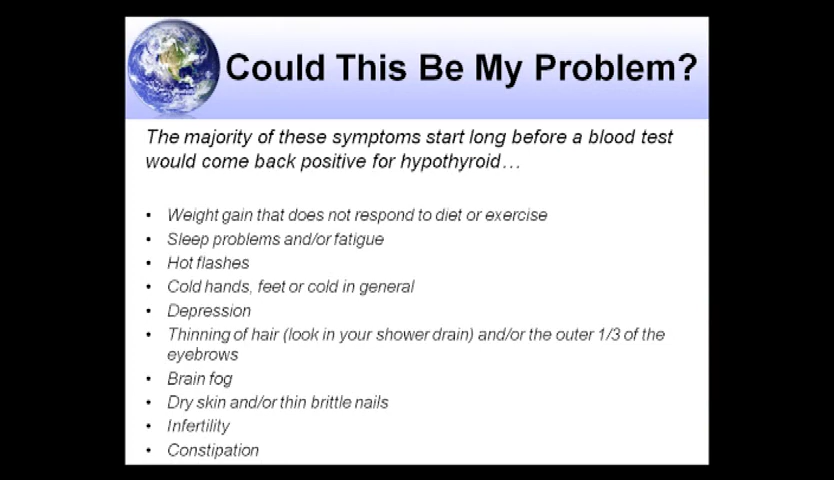 Could This Be My Problem?
The majority of these symptoms start long before a blood test
would come back positive for hypothyroid…
• Weight gain that does not respond to diet or exercise
• Sleep problems and/or fatigue
• Hot flashes
• Cold hands, feet or cold in general
• Depression
• Thinning of hair (look in your shower drain) and/or the outer 1/3 of the
eyebrows
• Brain fog
• Dry skin and/or thin brittle nails
• Infertility
• Constipation